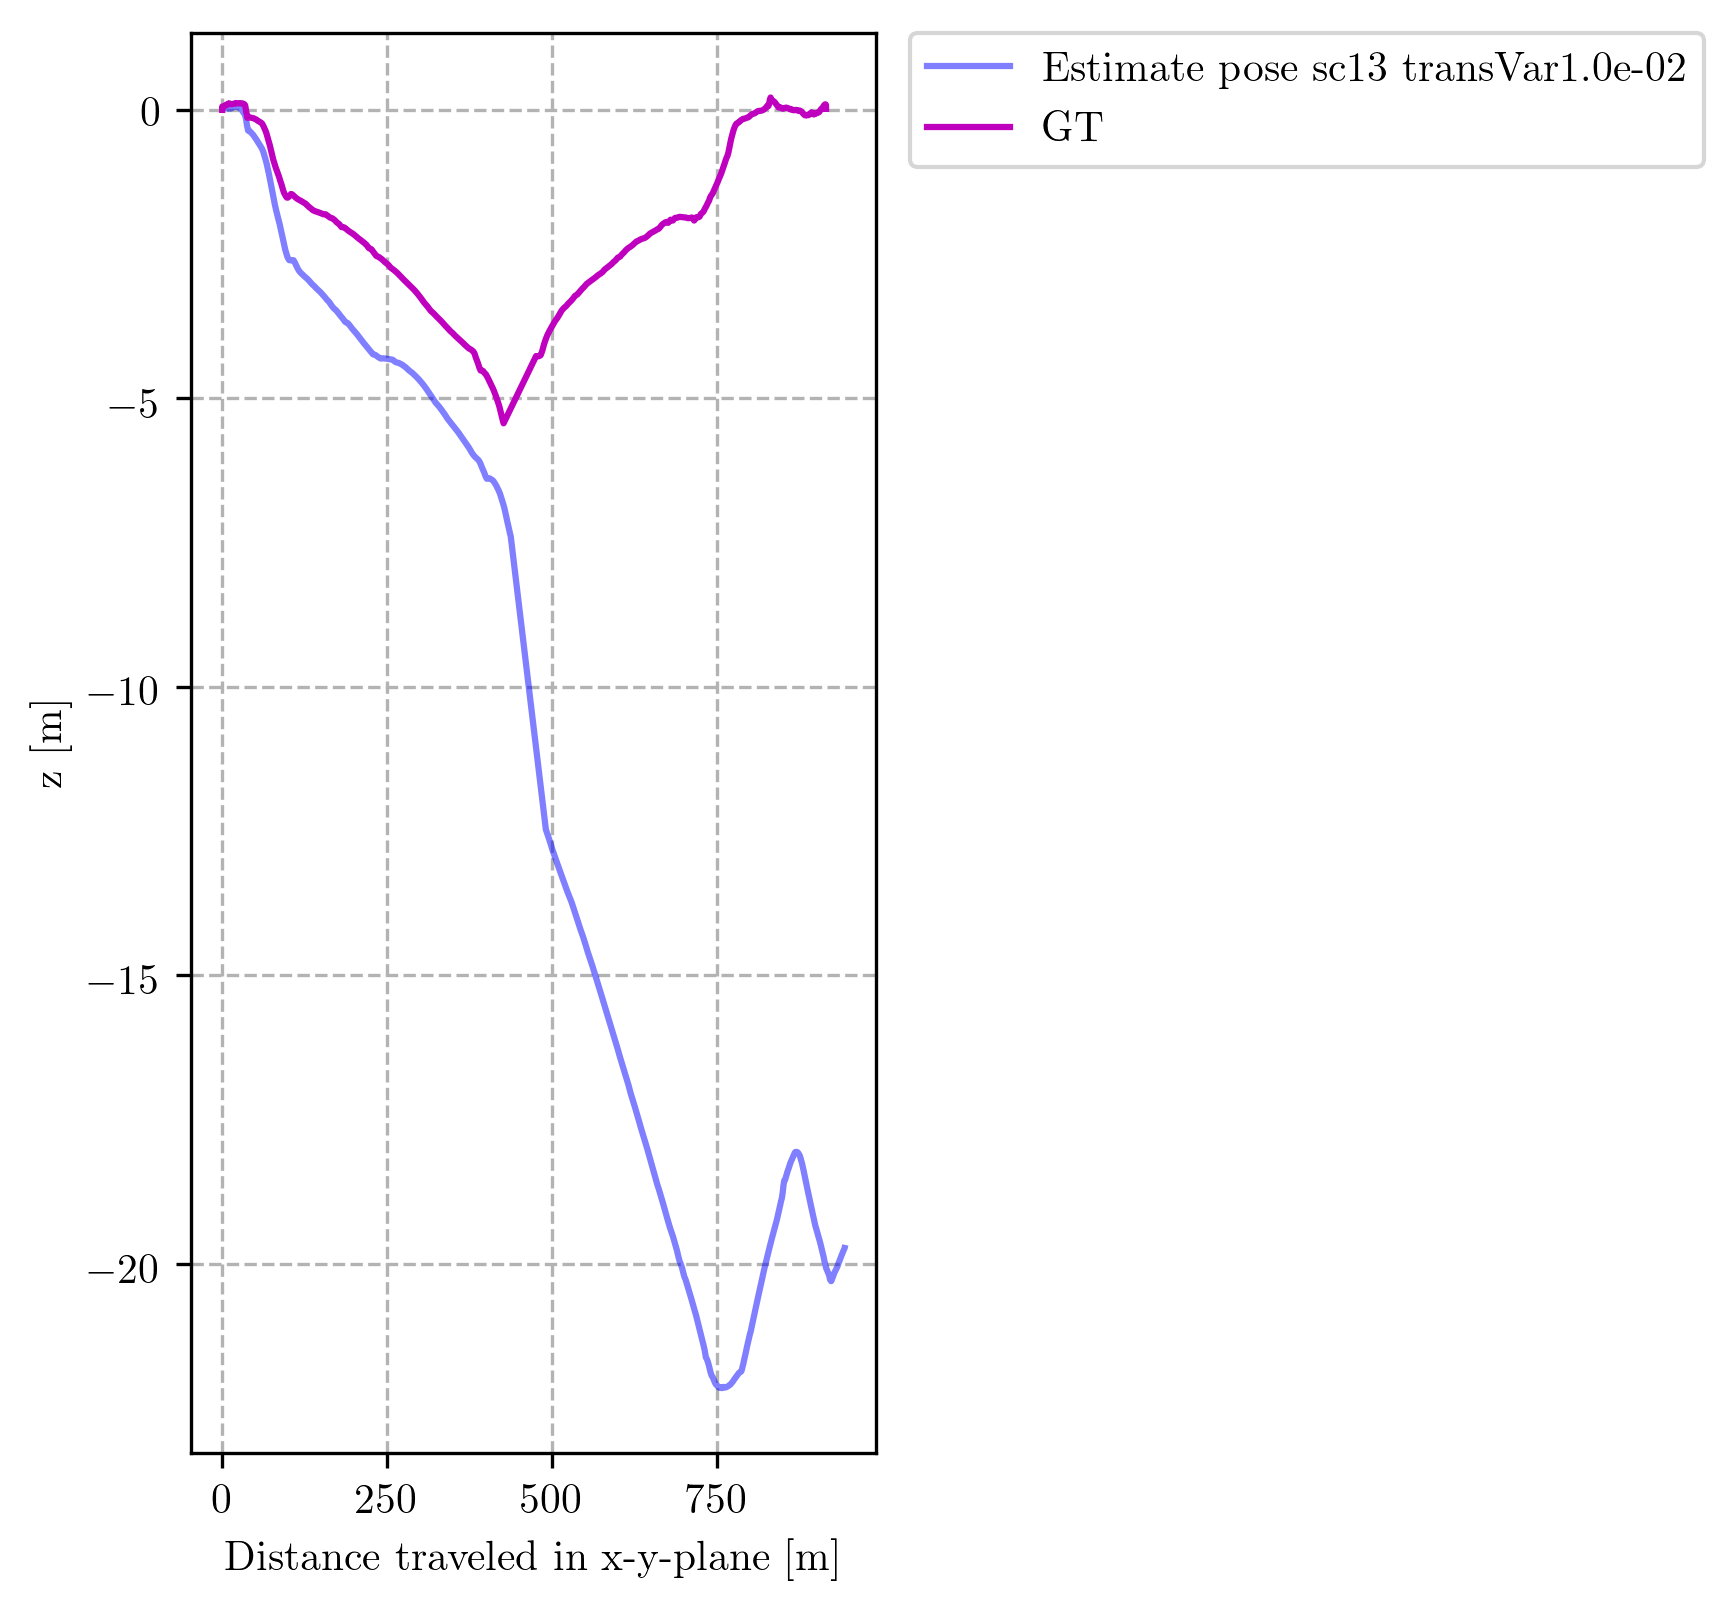 Estimate pose sc13 transVar1.0e-02
GT
0
−5
−10
−15
−20
z [m]
0 250 500 750
Distance traveled in x-y-plane [m]